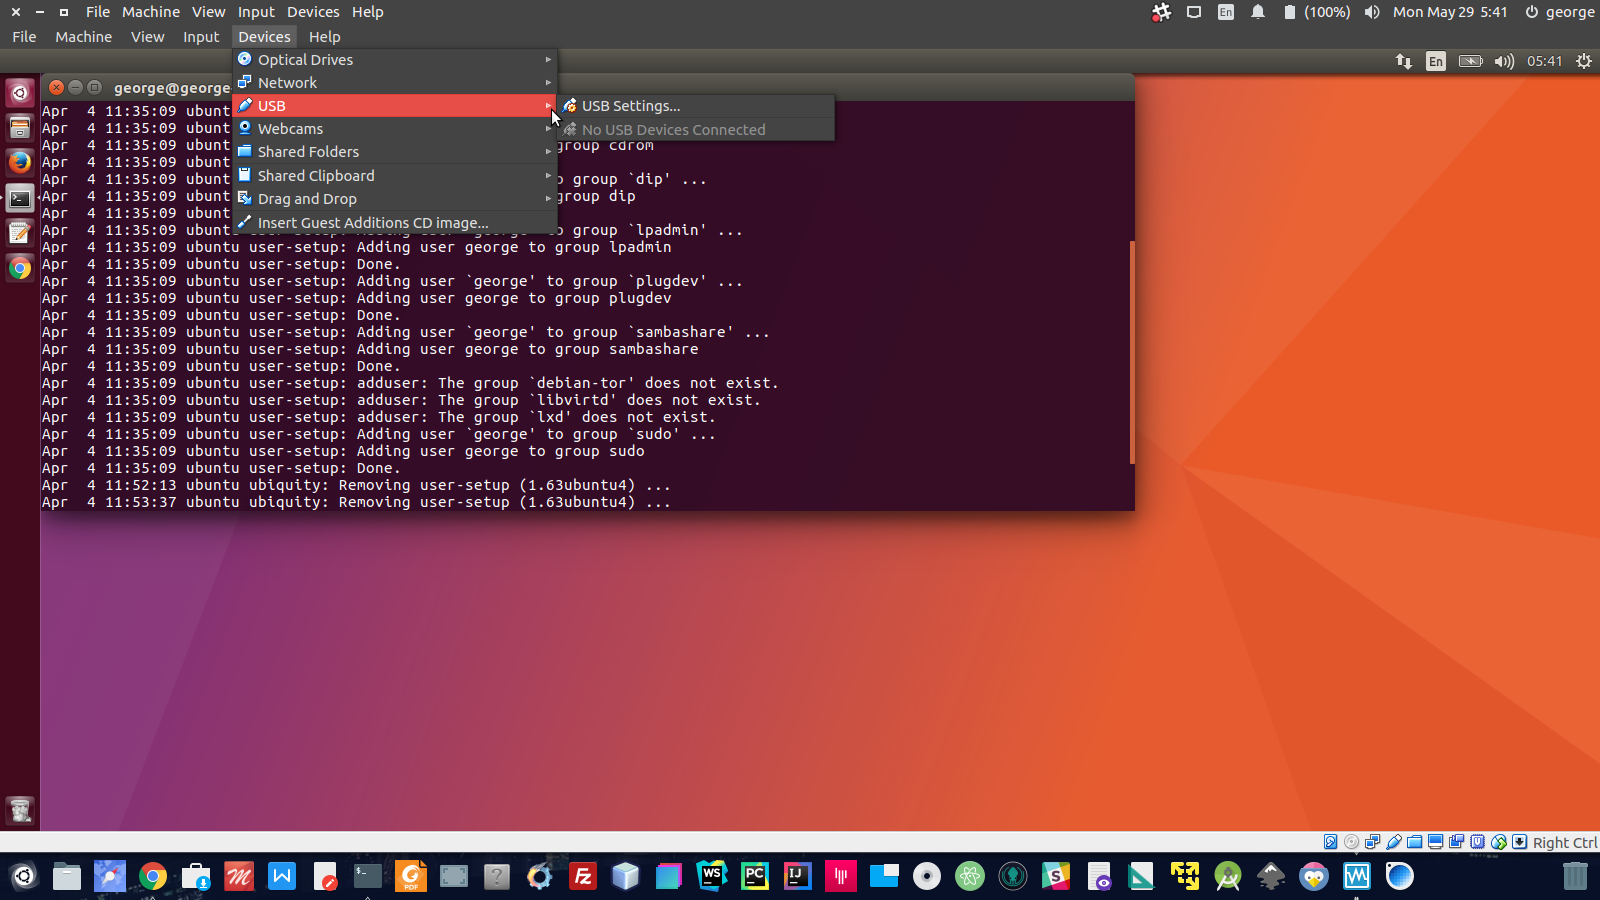 File Machine View Input Devices Help En (100%) Mon May 29 5:41 george
File Machine View Input Devices Help
En 05:41
george@george
Optical Drives
Network
USB
Webcams
Shared Folders
Shared Clipboard
Drag and Drop
Insert Guest Additions CD image...
USB Settings...
No USB Devices Connected
Apr  4 11:35:09 ubunt
Apr  4 11:35:09 ubunt
Apr  4 11:35:09 ubunt group cdrom
Apr  4 11:35:09 ubunt
Apr  4 11:35:09 ubunt o group `dip' ...
Apr  4 11:35:09 ubunt group dip
Apr  4 11:35:09 ubunt
Apr  4 11:35:09 ubunt to group `lpadmin' ...
Apr  4 11:35:09 ubuntu user-setup: Adding user george to group lpadmin
Apr  4 11:35:09 ubuntu user-setup: Done.
Apr  4 11:35:09 ubuntu user-setup: Adding user `george' to group `plugdev' ...
Apr  4 11:35:09 ubuntu user-setup: Adding user george to group plugdev
Apr  4 11:35:09 ubuntu user-setup: Done.
Apr  4 11:35:09 ubuntu user-setup: Adding user `george' to group `sambashare' ...
Apr  4 11:35:09 ubuntu user-setup: Adding user george to group sambashare
Apr  4 11:35:09 ubuntu user-setup: Done.
Apr  4 11:35:09 ubuntu user-setup: adduser: The group `debian-tor' does not exist.
Apr  4 11:35:09 ubuntu user-setup: adduser: The group `libvirtd' does not exist.
Apr  4 11:35:09 ubuntu user-setup: adduser: The group `lxd' does not exist.
Apr  4 11:35:09 ubuntu user-setup: Adding user `george' to group `sudo' ...
Apr  4 11:35:09 ubuntu user-setup: Adding user george to group sudo
Apr  4 11:35:09 ubuntu user-setup: Done.
Apr  4 11:52:13 ubuntu ubiquity: Removing user-setup (1.63ubuntu4) ...
Apr  4 11:53:37 ubuntu ubiquity: Removing user-setup (1.63ubuntu4) ...
Right Ctrl
W PDF ? Fz WS PC IJ S